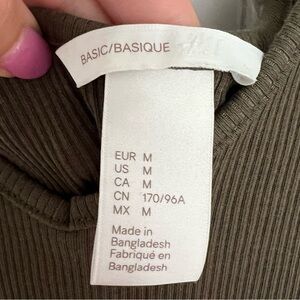 BASIC/BASIQUE
EUR M
US M
CA M
CN 170/96A
MX M
Made in
Bangladesh
Fabriqué en
Bangladesh